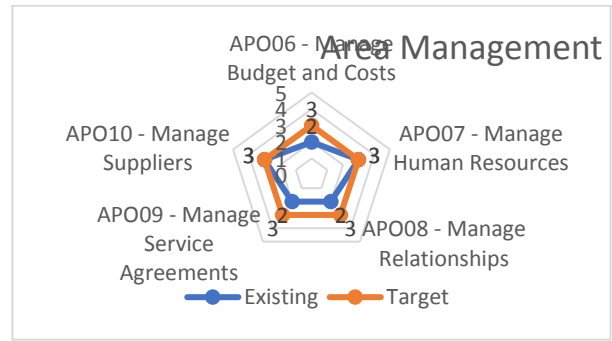 Area Management
APO06 - Manage
Budget and Costs
5
4
3
2
1
0
3
2
APO07 - Manage
Human Resources
3
APO08 - Manage
Relationships
2
3
APO09 - Manage
Service
Agreements
2
3
APO10 - Manage
Suppliers
3
Existing
Target